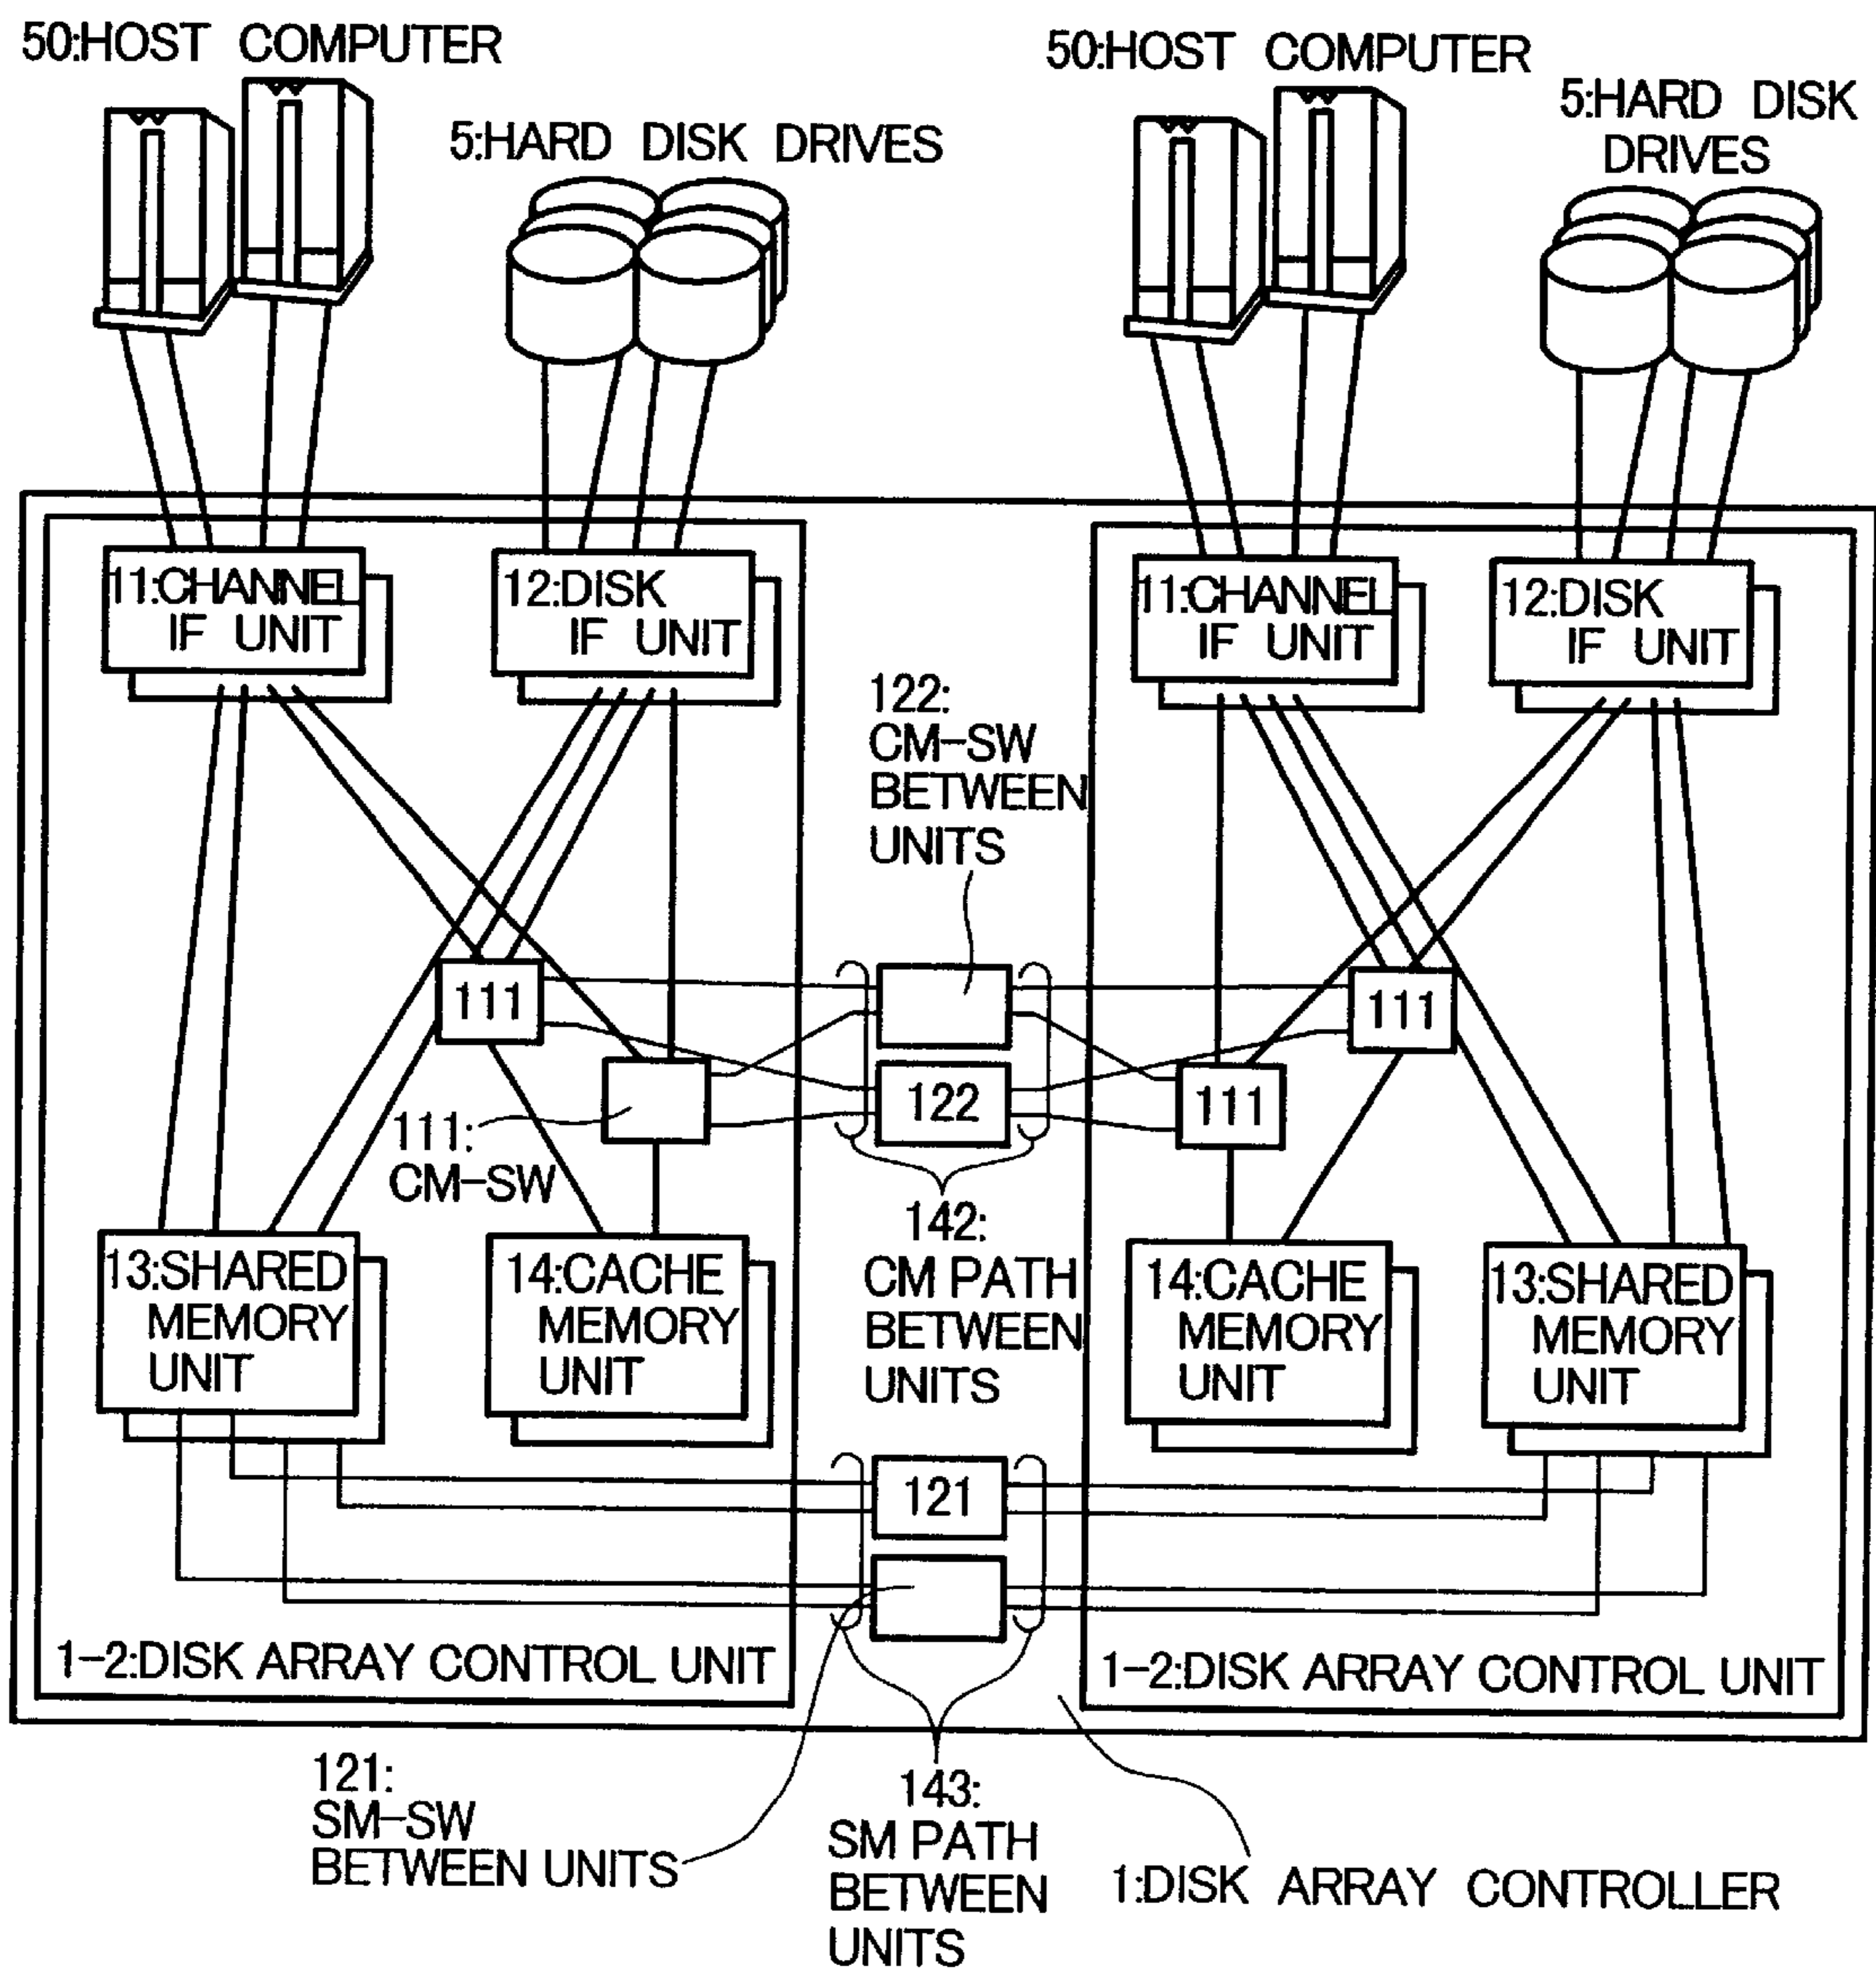 50:HOST COMPUTER
5:HARD DISK DRIVES
50:HOST COMPUTER
5:HARD DISK
DRIVES
11:CHANNEL
IF UNIT
12:DISK
IF UNIT
11:CHANNEL
IF UNIT
12:DISK
IF UNIT
122:
CM-SW
BETWEEN
UNITS
111
111
122
111
111:
CM-SW
142:
CM PATH
BETWEEN
UNITS
13:SHARED
MEMORY
UNIT
14:CACHE
MEMORY
UNIT
14:CACHE
MEMORY
UNIT
13:SHARED
MEMORY
UNIT
121
1-2:DISK ARRAY CONTROL UNIT
1-2:DISK ARRAY CONTROL UNIT
121:
SM-SW
BETWEEN UNITS
143:
SM PATH
BETWEEN
UNITS
1:DISK ARRAY CONTROLLER